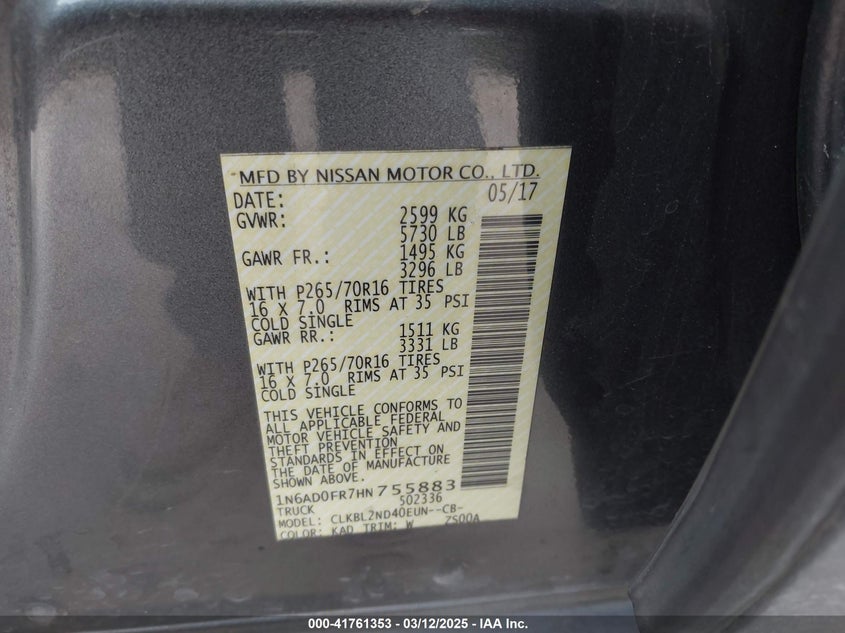 MFD BY NISSAN MOTOR CO., LTD.
DATE: 05/17
GVWR: 2599 KG
5730 LB
GAWR FR.: 1495 KG
3296 LB
WITH P265/70R16 TIRES
16 X 7.0 RIMS AT 35 PSI
COLD SINGLE
GAWR RR.: 1511 KG
3331 LB
WITH P265/70R16 TIRES
16 X 7.0 RIMS AT 35 PSI
COLD SINGLE
THIS VEHICLE CONFORMS TO
ALL APPLICABLE FEDERAL
MOTOR VEHICLE SAFETY AND
THEFT PREVENTION
STANDARDS IN EFFECT ON
THE DATE OF MANUFACTURE
SHOWN ABOVE.
1N6AD0FR7HN755883
TRUCK 502336
MODEL: CLKBL2ND40EUN--CB-
ZS00A
COLOR: KAD TRIM: W
000-41761353 - 03/12/2025 - IAA Inc.